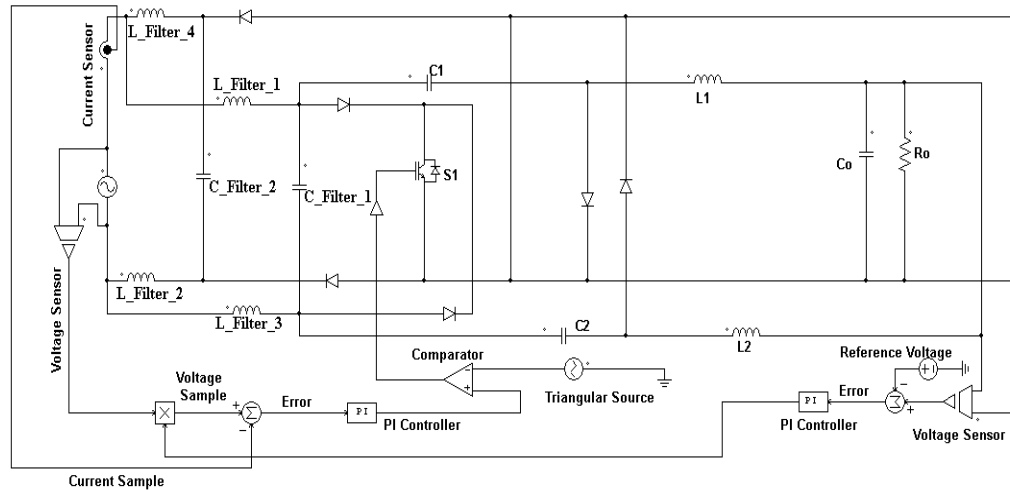 L_Filter_4
Current Sensor
L_Filter_1
C1
L1
C_Filter_2
C_Filter_1
S1
Co
Ro
Voltage Sensor
L_Filter_2
L_Filter_3
C2
L2
Comparator
Reference Voltage
Voltage
Sample
Error
PI
PI Controller
Triangular Source
Error
PI
PI Controller
Voltage Sensor
Current Sample